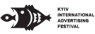 KYIV
INTERNATIONAL
ADVERTISING
FESTIVAL